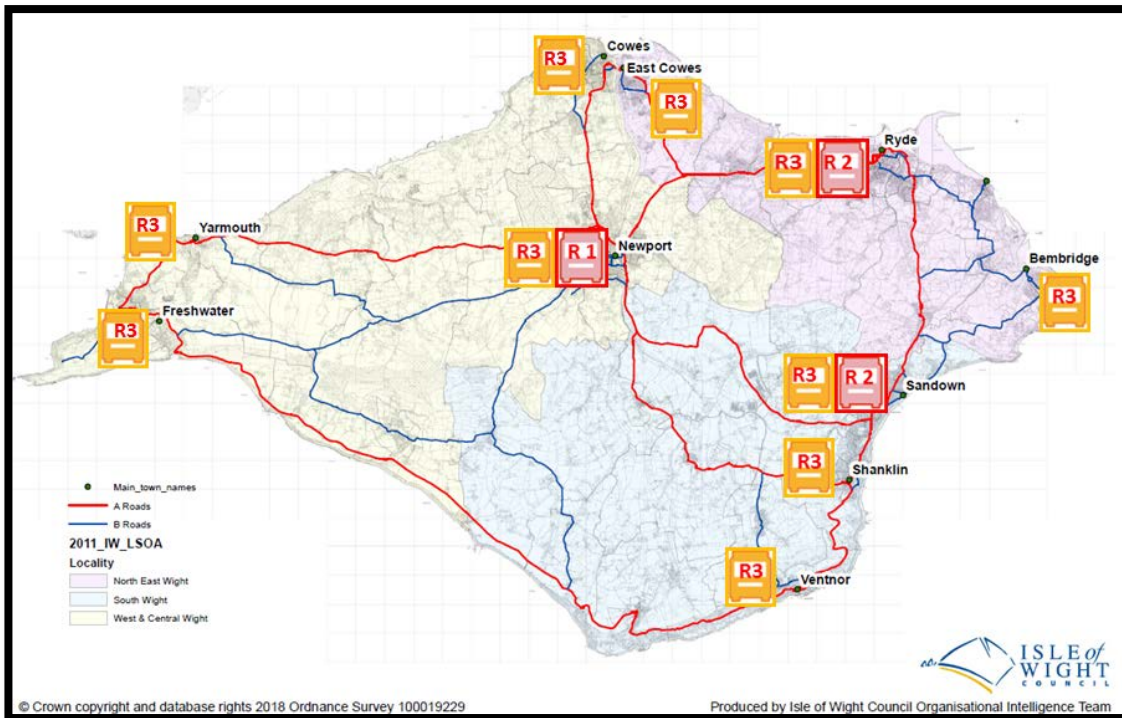 Cowes
R3
East Cowes
R3
Ryde
R3
R 2
R3
Yarmouth
R3
R 1
Newport
Bembridge
R3
Freshwater
R3
R3
R 2
Sandown
R3
Shanklin
Main_town_names
A Roads
B Roads
2011_IW_LSOA
Locality
North East Wight
South Wight
West & Central Wight
R3
Ventnor
ISLE of
WIGHT
COUNCIL
© Crown copyright and database rights 2018 Ordnance Survey 100019229
Produced by Isle of Wight Council Organisational Intelligence Team